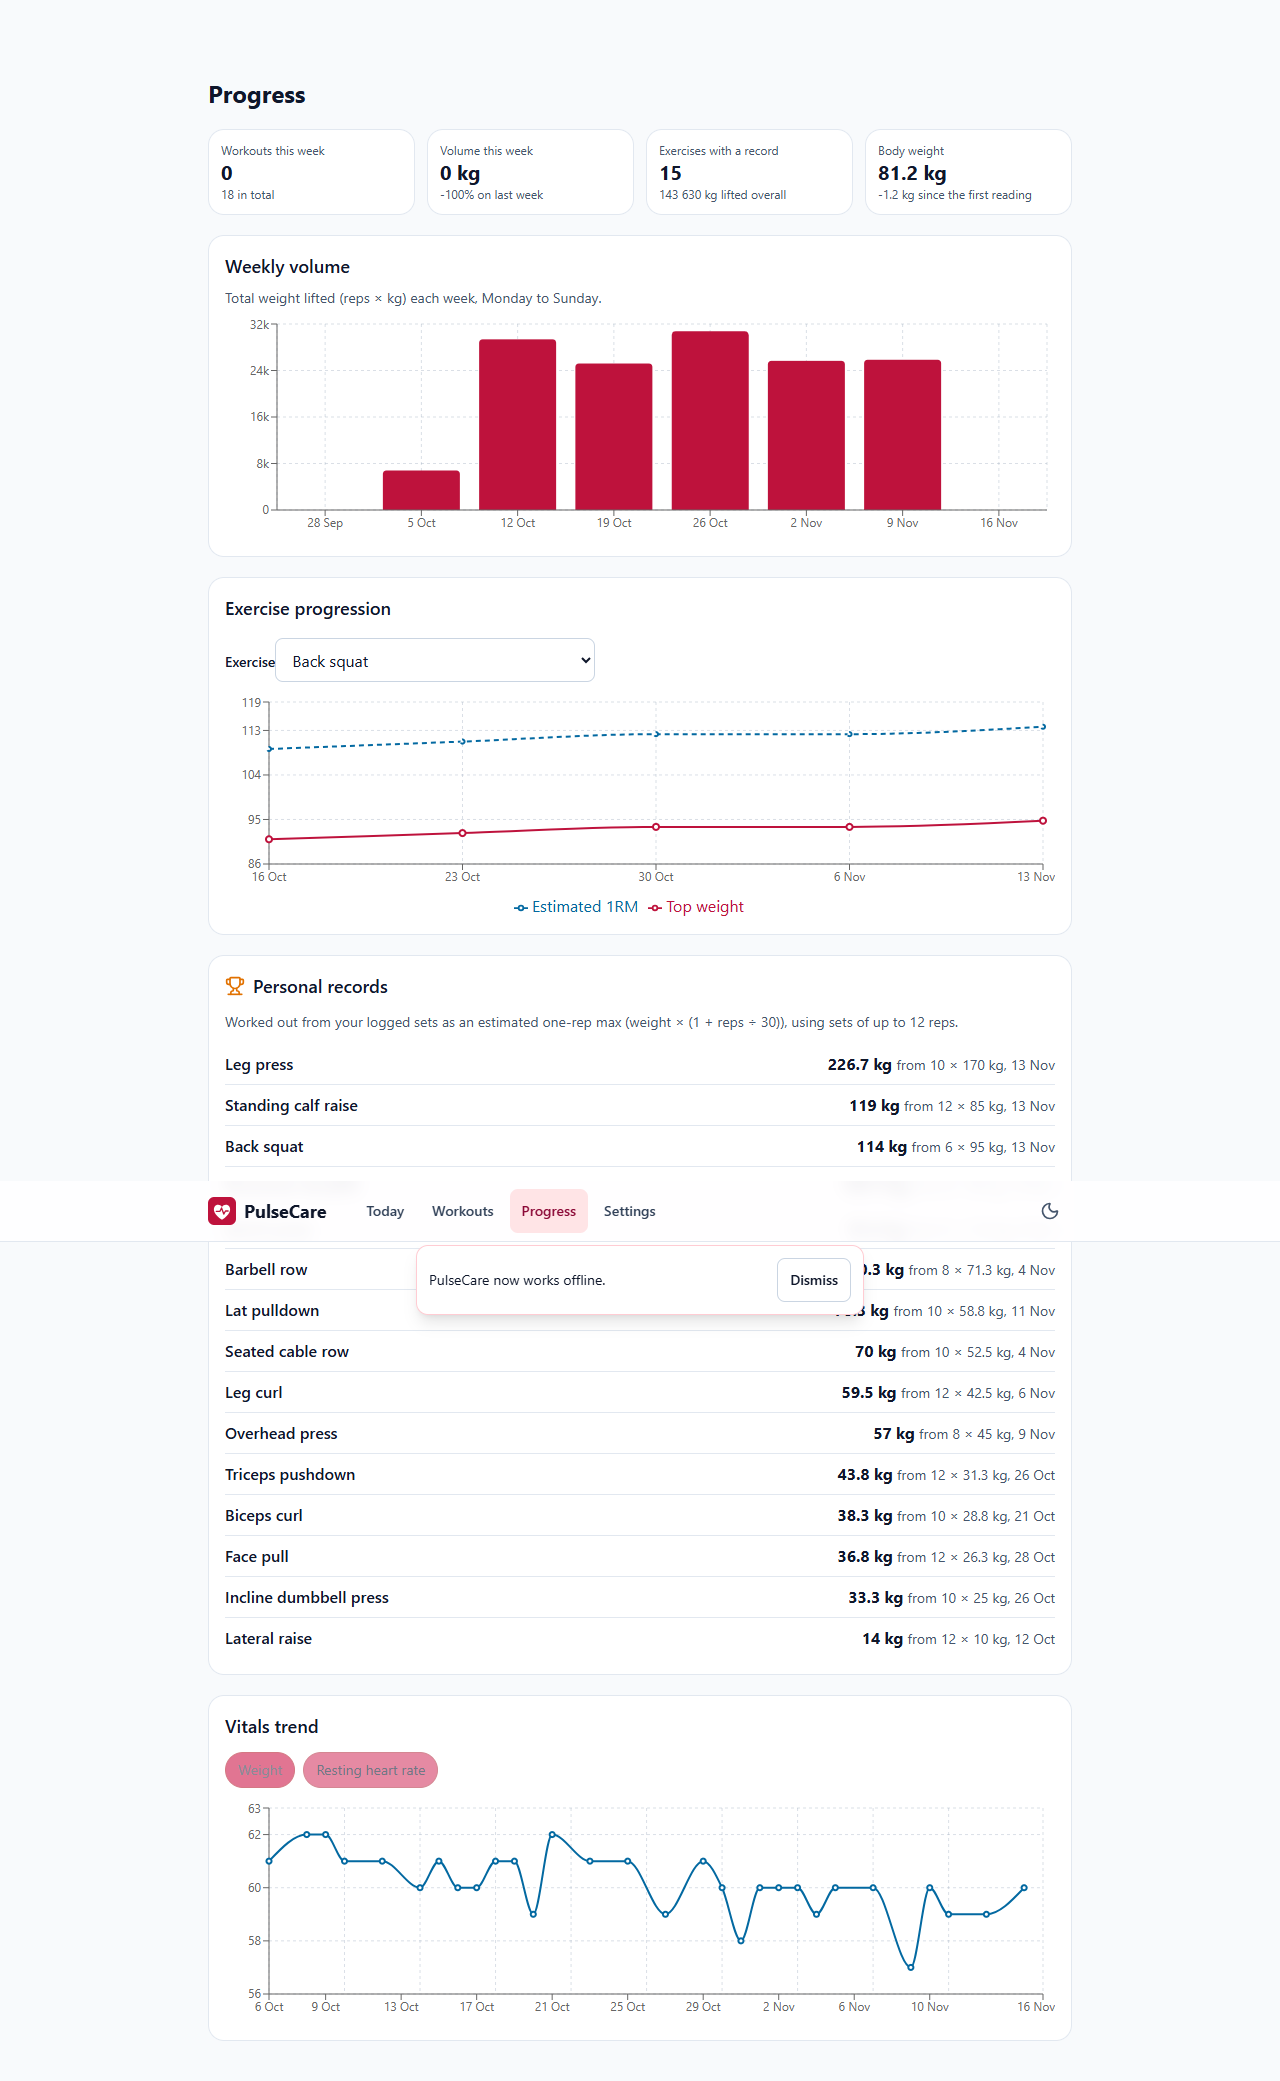 Progress
Workouts this week
0
18 in total
Volume this week
0 kg
-100% on last week
Exercises with a record
15
143 630 kg lifted overall
Body weight
81.2 kg
-1.2 kg since the first reading
Weekly volume
Total weight lifted (reps × kg) each week, Monday to Sunday.
32k
24k
16k
8k
0
28 Sep 5 Oct 12 Oct 19 Oct 26 Oct 2 Nov 9 Nov 16 Nov
Exercise progression
Exercise Back squat
119
113
104
95
86
16 Oct 23 Oct 30 Oct 6 Nov 13 Nov
Estimated 1RM Top weight
Personal records
Worked out from your logged sets as an estimated one-rep max (weight × (1 + reps ÷ 30)), using sets of up to 12 reps.
Leg press 226.7 kg from 10 × 170 kg, 13 Nov
Standing calf raise 119 kg from 12 × 85 kg, 13 Nov
Back squat 114 kg from 6 × 95 kg, 13 Nov
PulseCare Today Workouts Progress Settings
Barbell row kg from 8 × 71.3 kg, 4 Nov
PulseCare now works offline. Dismiss
Lat pulldown kg from 10 × 58.8 kg, 11 Nov
Seated cable row 70 kg from 10 × 52.5 kg, 4 Nov
Leg curl 59.5 kg from 12 × 42.5 kg, 6 Nov
Overhead press 57 kg from 8 × 45 kg, 9 Nov
Triceps pushdown 43.8 kg from 12 × 31.3 kg, 26 Oct
Biceps curl 38.3 kg from 10 × 28.8 kg, 21 Oct
Face pull 36.8 kg from 12 × 26.3 kg, 28 Oct
Incline dumbbell press 33.3 kg from 10 × 25 kg, 26 Oct
Lateral raise 14 kg from 12 × 10 kg, 12 Oct
Vitals trend
Weight Resting heart rate
63
62
60
58
56
6 Oct 9 Oct 13 Oct 17 Oct 21 Oct 25 Oct 29 Oct 2 Nov 6 Nov 10 Nov 16 Nov